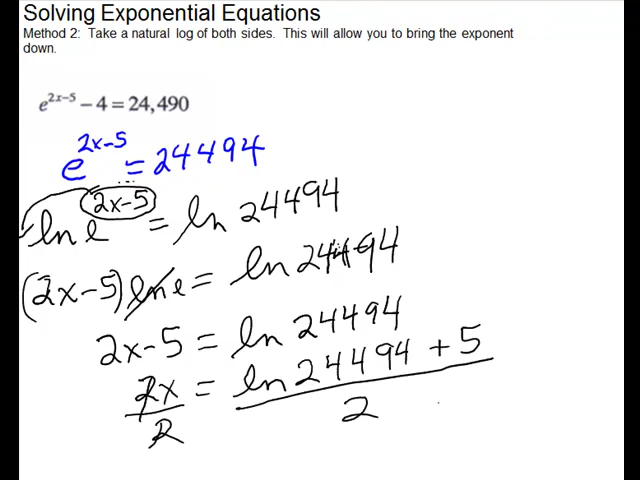 Solving Exponential Equations
Method 2: Take a natural log of both sides. This will allow you to bring the exponent
down.
e^{2x-5} - 4 = 24,490
e^{2x-5} = 24494
ln e^{2x-5} = ln 24494
(2x-5) ln e = ln 24494
2x-5 = ln 24494
2x/2 = (ln 24494 + 5)/2